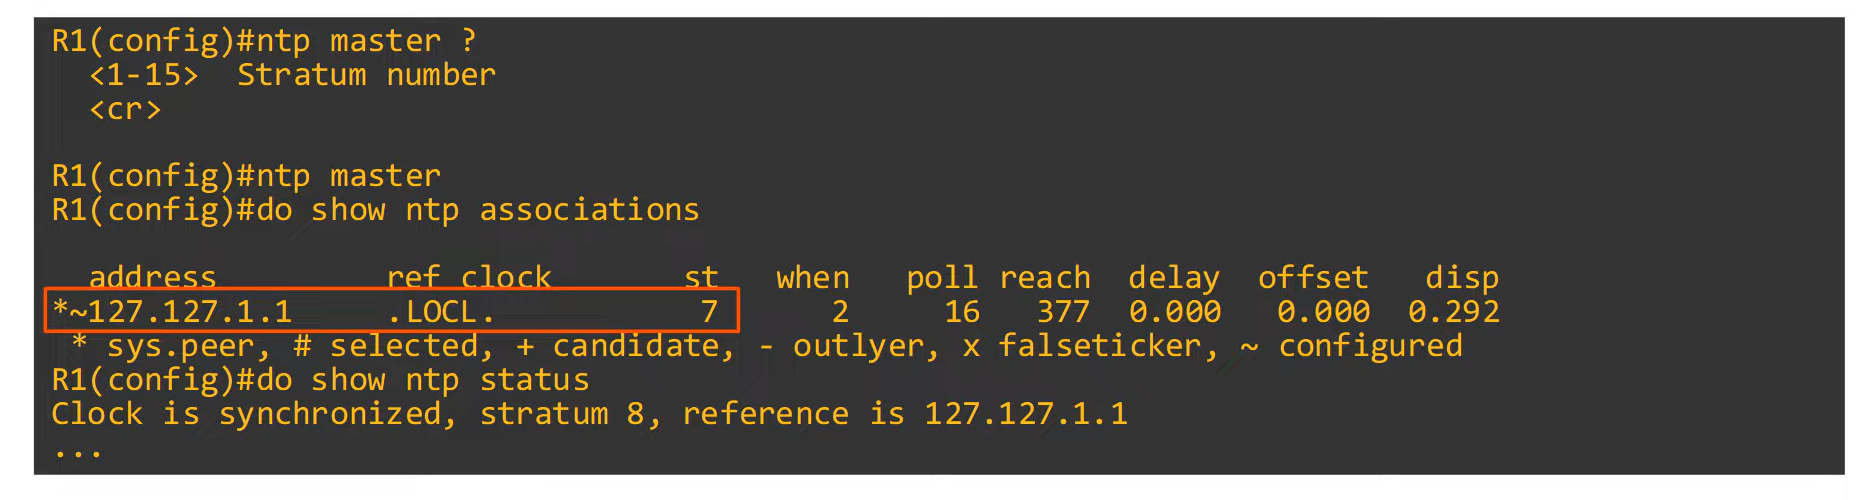 R1(config)#ntp master ?
  <1-15>  Stratum number
  <cr>

R1(config)#ntp master
R1(config)#do show ntp associations

  address         ref clock       st   when   poll reach  delay  offset   disp
*~127.127.1.1     .LOCL.           7      2     16   377  0.000   0.000  0.292
 * sys.peer, # selected, + candidate, - outlyer, x falseticker, ~ configured
R1(config)#do show ntp status
Clock is synchronized, stratum 8, reference is 127.127.1.1
...